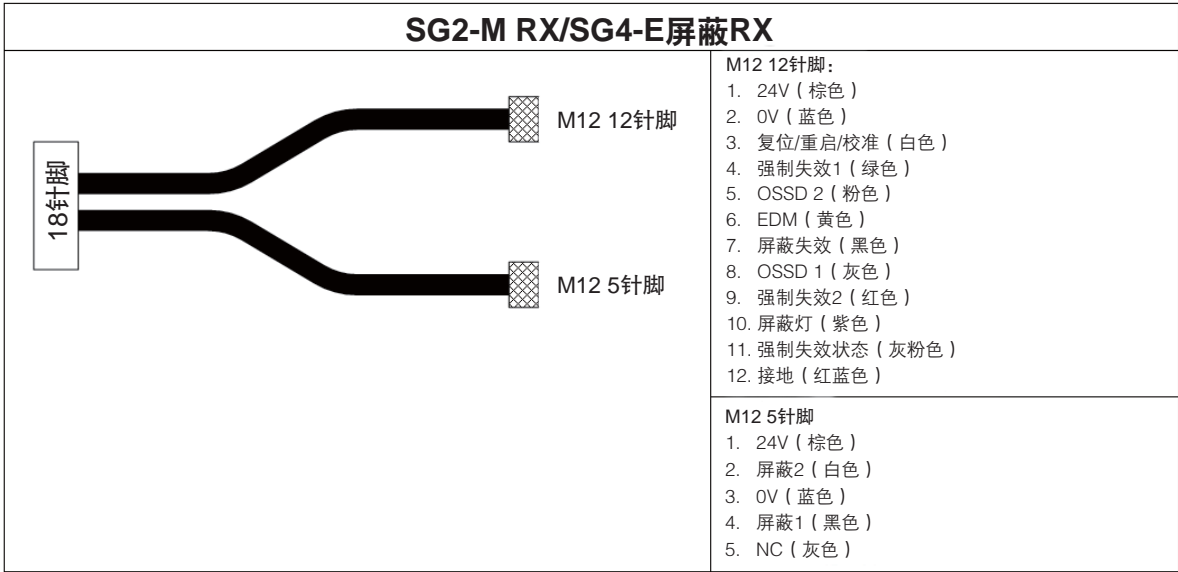 SG2-M RX/SG4-E屏蔽RX
18针脚
M12 12针脚
M12 5针脚
M12 12针脚：
1. 24V（棕色）
2. 0V（蓝色）
3. 复位/重启/校准（白色）
4. 强制失效1（绿色）
5. OSSD 2（粉色）
6. EDM（黄色）
7. 屏蔽失效（黑色）
8. OSSD 1（灰色）
9. 强制失效2（红色）
10. 屏蔽灯（紫色）
11. 强制失效状态（灰粉色）
12. 接地（红蓝色）
M12 5针脚
1. 24V（棕色）
2. 屏蔽2（白色）
3. 0V（蓝色）
4. 屏蔽1（黑色）
5. NC（灰色）